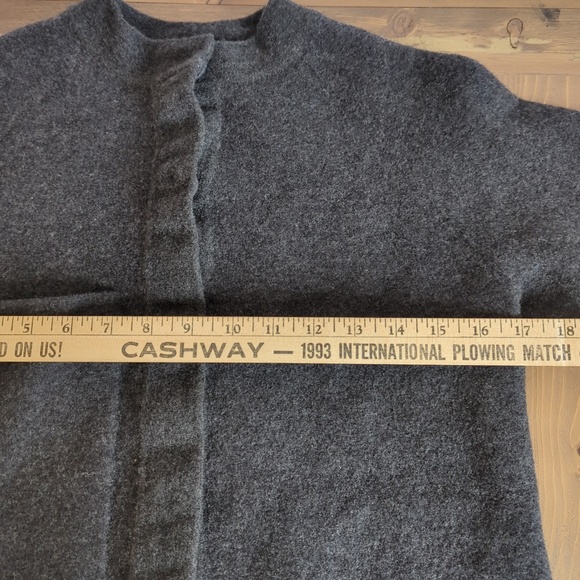 5 6 7 8 9 10 11 12 13 14 15 16 17 18
D ON US! CASHWAY — 1993 INTERNATIONAL PLOWING MATCH